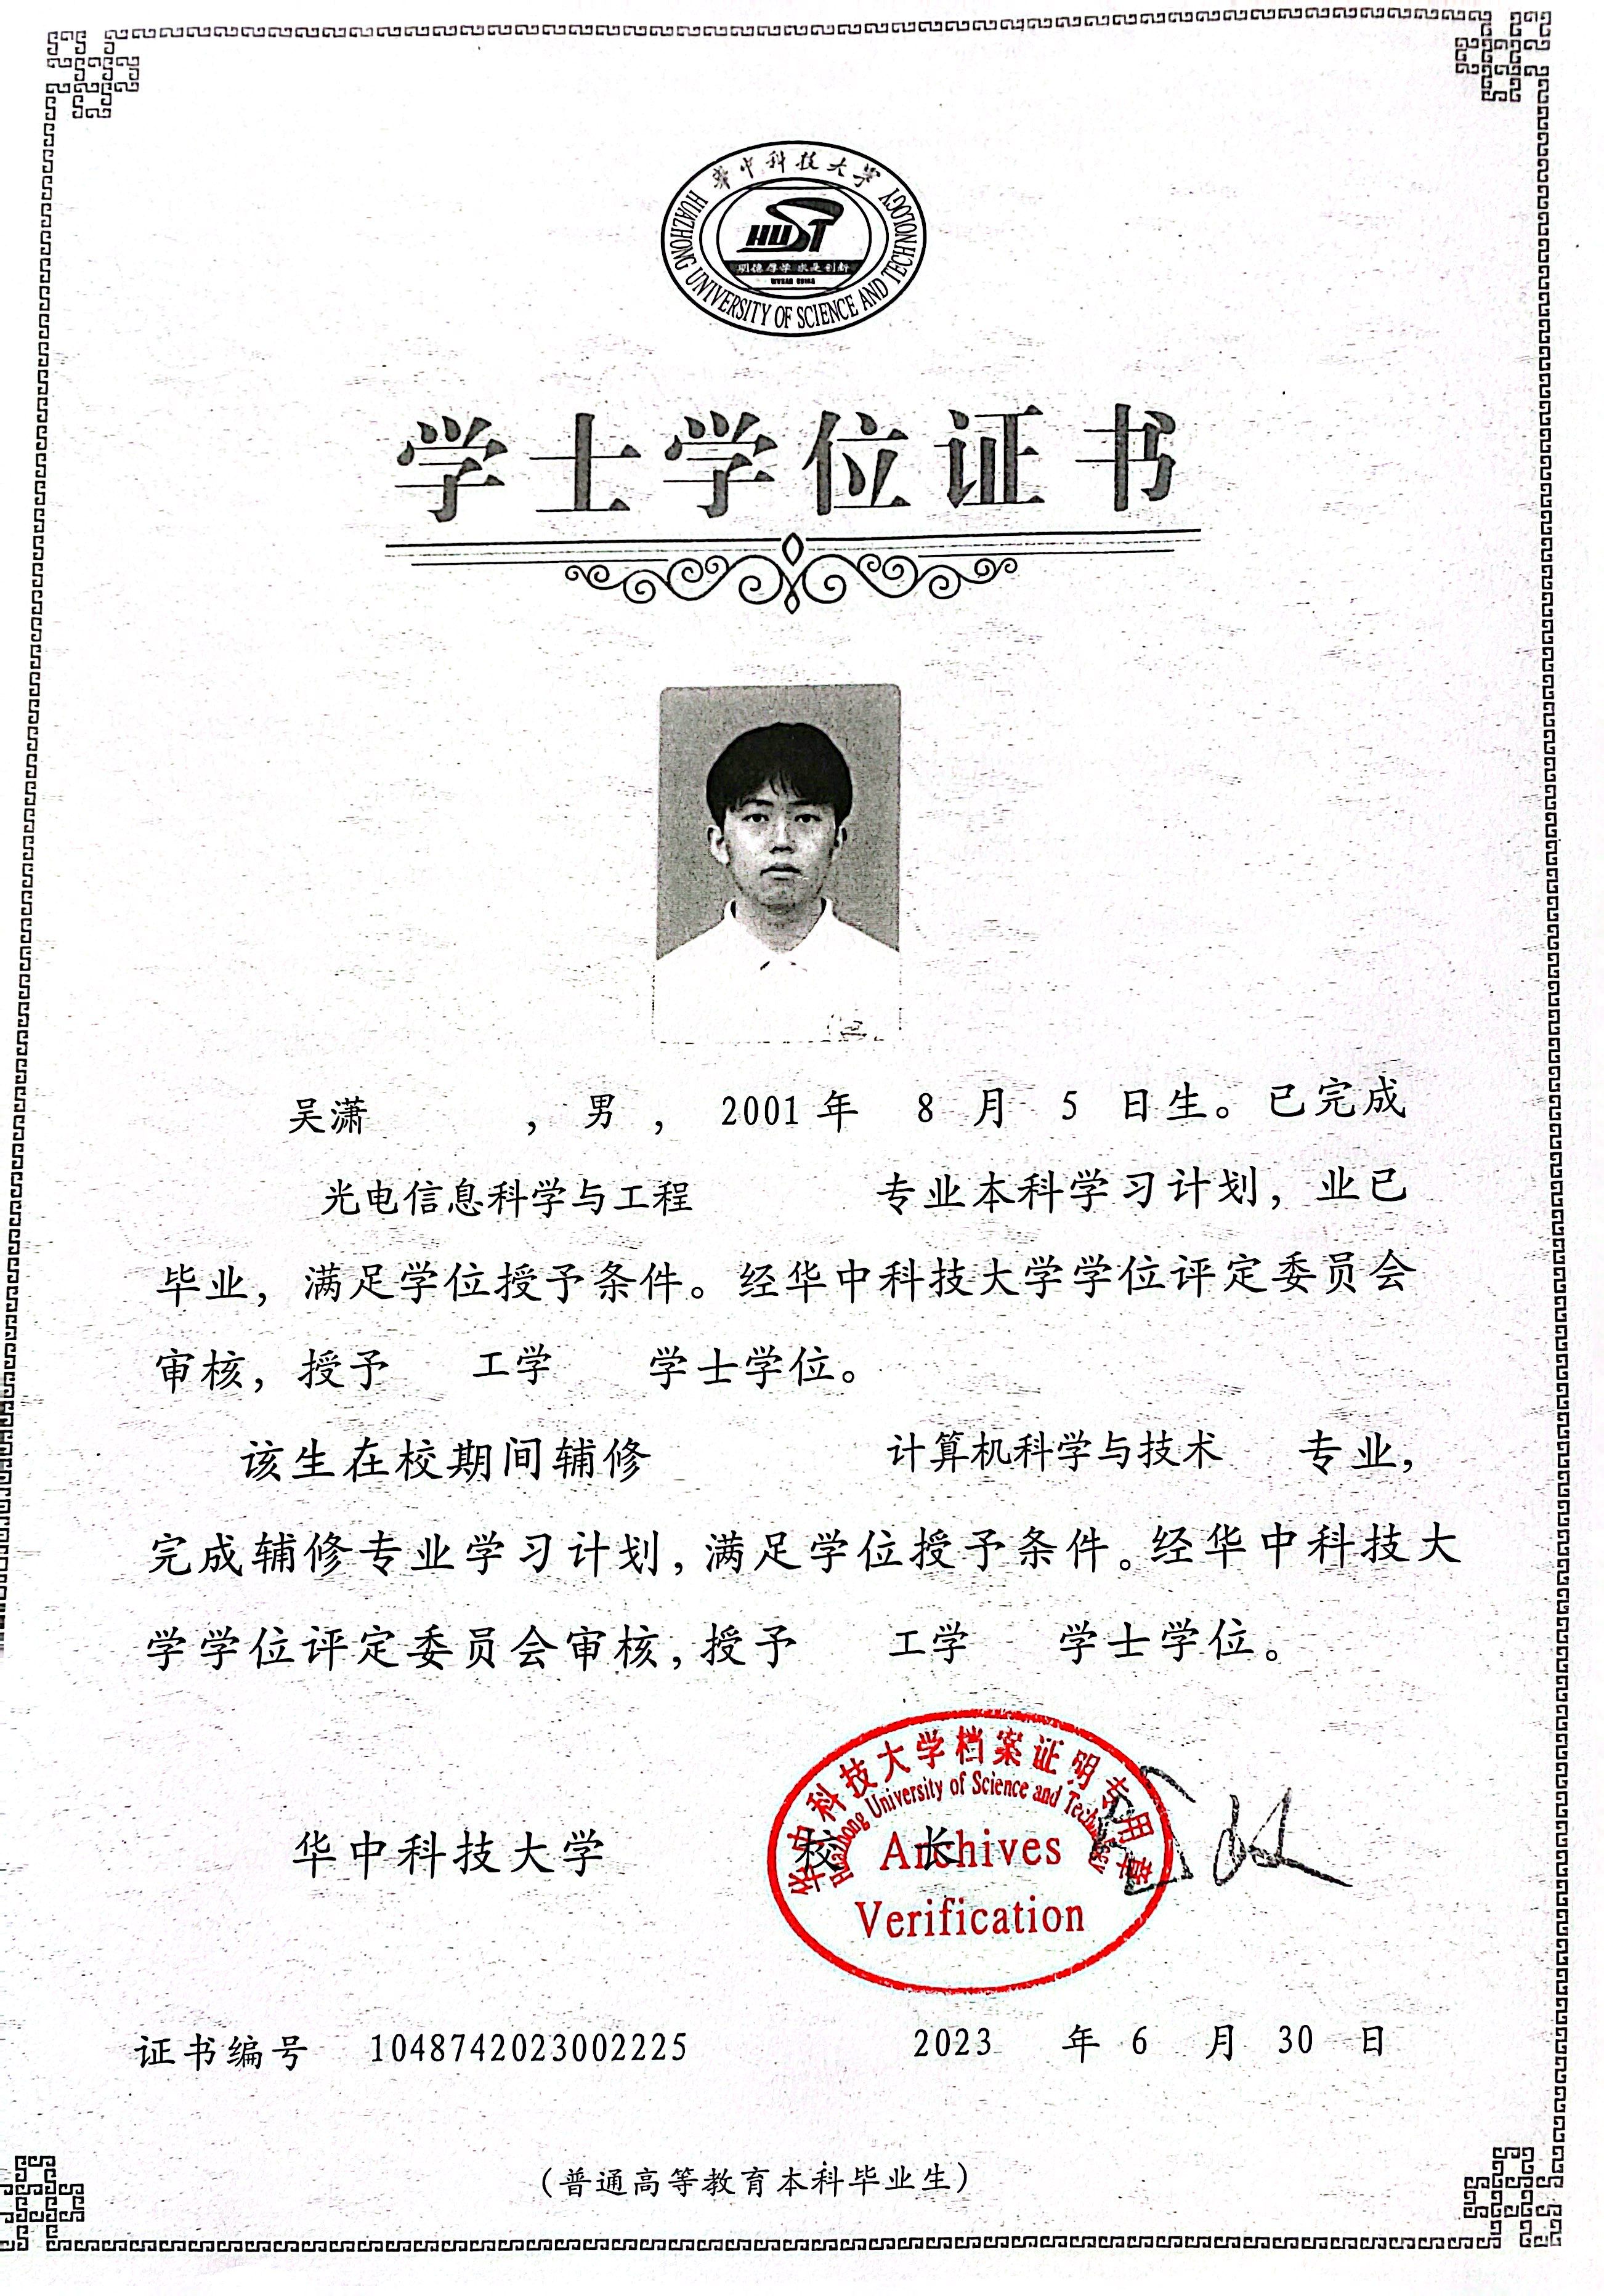 华中科技大学
HUAZHONG UNIVERSITY OF SCIENCE AND TECHNOLOGY
HUST
明德厚学 求是创新
WUHAN CHINA
学士学位证书
吴潇 ,男, 2001年 8 月 5 日生。已完成
光电信息科学与工程 专业本科学习计划,业已
毕业,满足学位授予条件。经华中科技大学学位评定委员会
审核,授予 工学 学士学位。
该生在校期间辅修 计算机科学与技术 专业,
完成辅修专业学习计划,满足学位授予条件。经华中科技大
学学位评定委员会审核,授予 工学 学士学位。
华中科技大学档案证明专用章
Huazhong University of Science and Technology
华中科技大学 校长
Archives
Verification
证书编号 1048742023002225 2023 年 6 月 30 日
(普通高等教育本科毕业生)